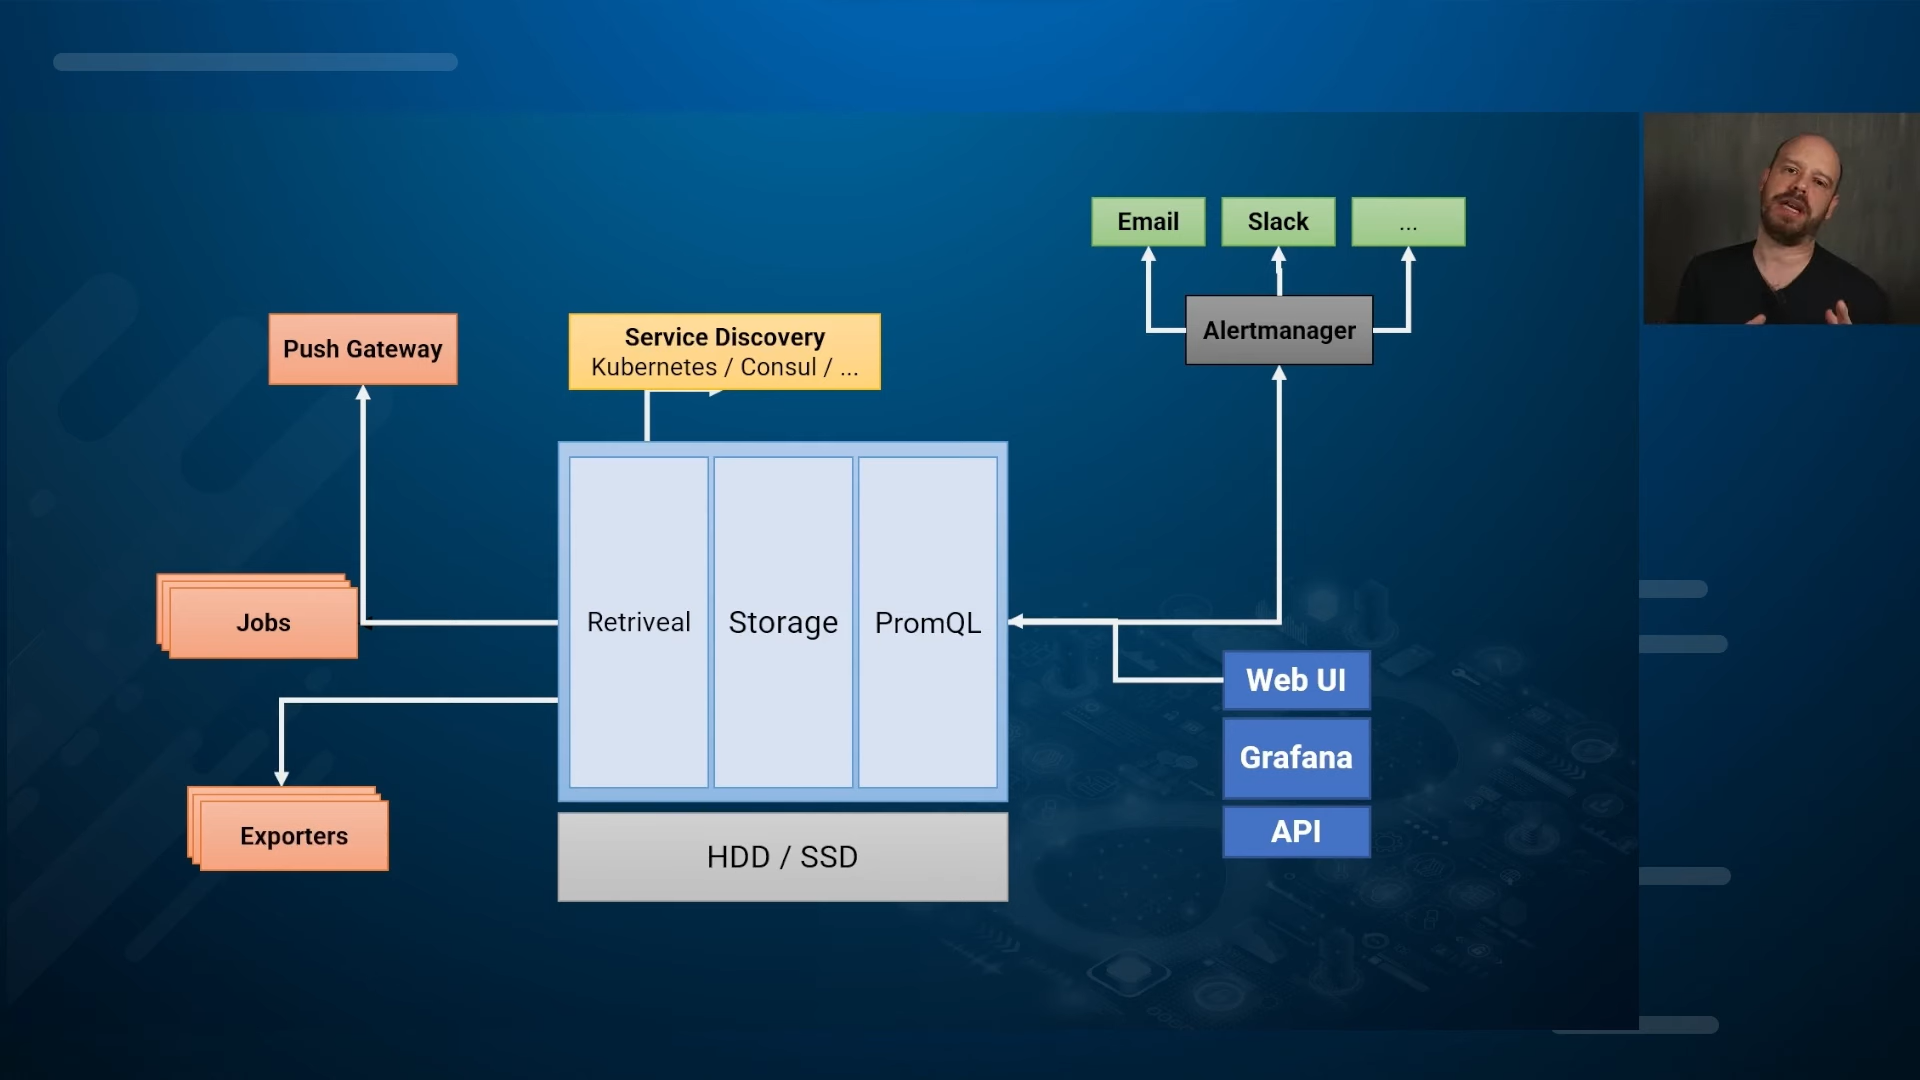 Email
Slack
...
Alertmanager
Push Gateway
Service Discovery
Kubernetes / Consul / ...
Jobs
Retriveal
Storage
PromQL
Web UI
Grafana
API
Exporters
HDD / SSD